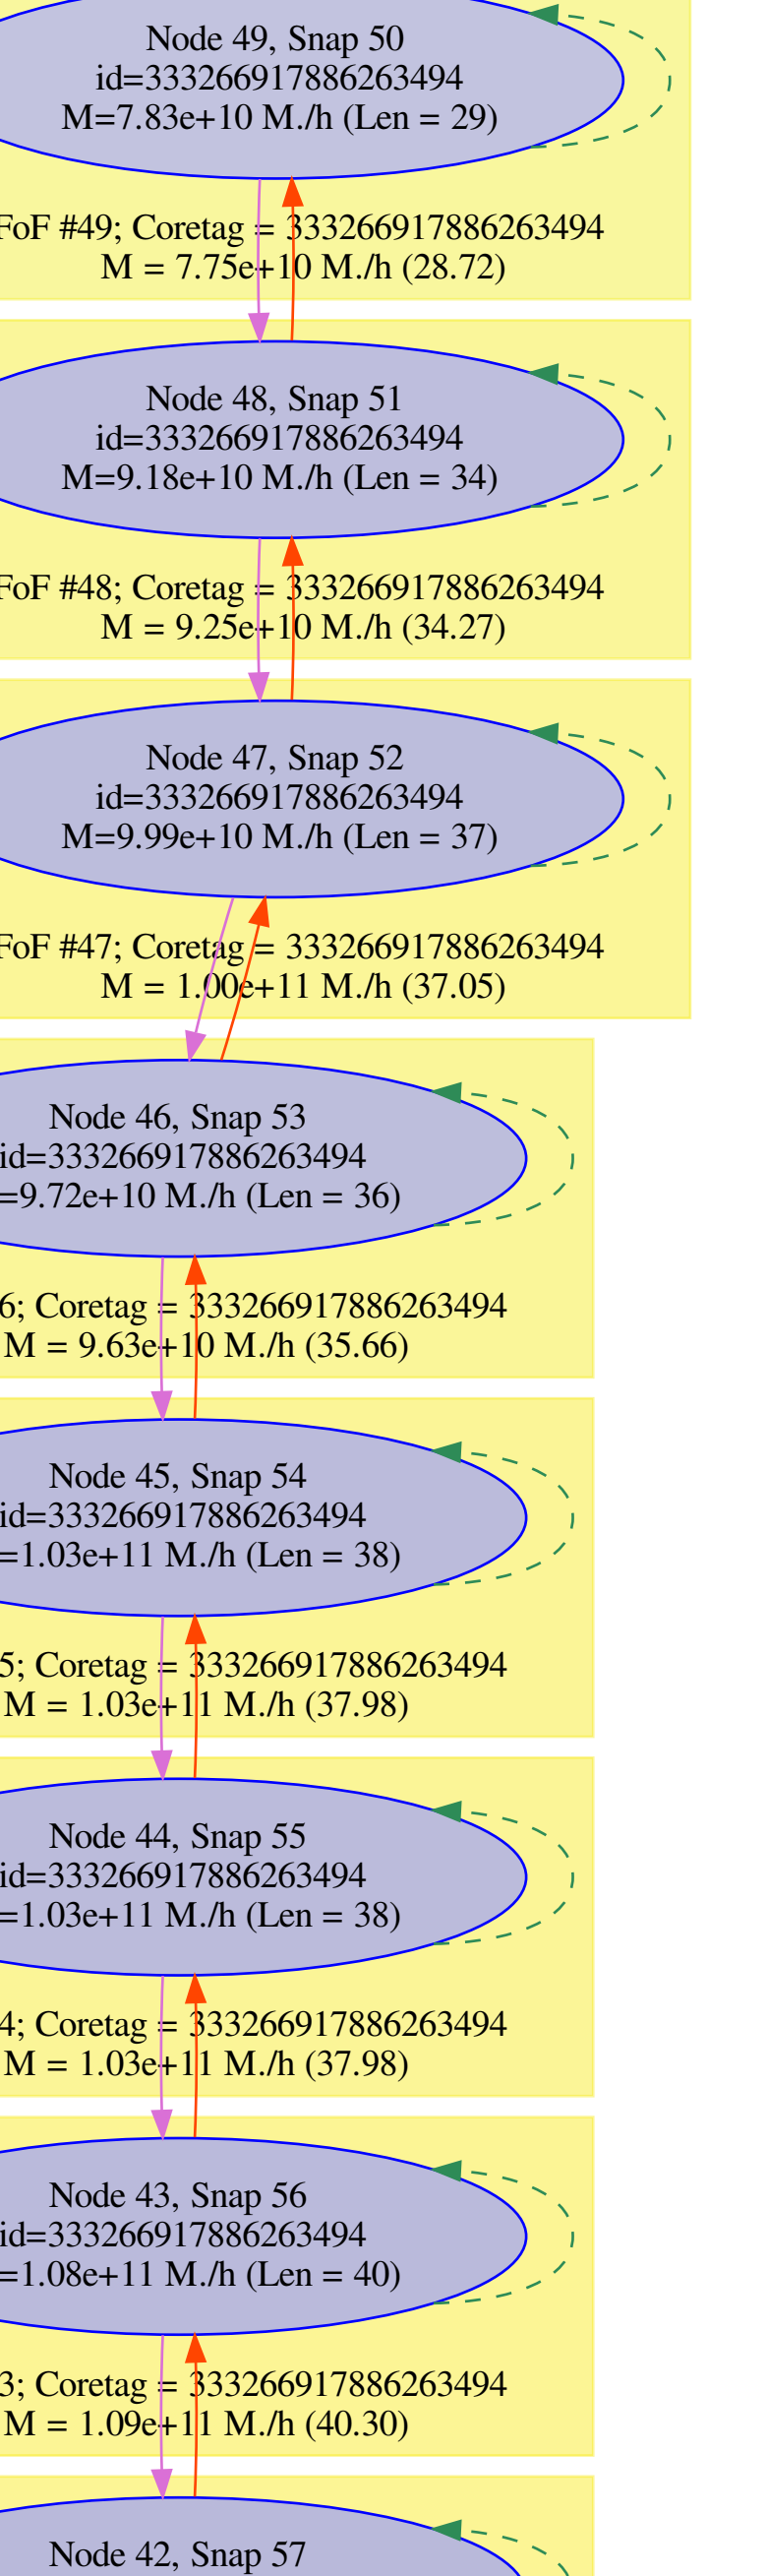 Node 49, Snap 50
id=333266917886263494
M=7.83e+10 M./h (Len = 29)
FoF #49; Coretag = 333266917886263494
M = 7.75e+10 M./h (28.72)
Node 48, Snap 51
id=333266917886263494
M=9.18e+10 M./h (Len = 34)
FoF #48; Coretag = 333266917886263494
M = 9.25e+10 M./h (34.27)
Node 47, Snap 52
id=333266917886263494
M=9.99e+10 M./h (Len = 37)
FoF #47; Coretag = 333266917886263494
M = 1.00e+11 M./h (37.05)
Node 46, Snap 53
id=333266917886263494
=9.72e+10 M./h (Len = 36)
6; Coretag = 333266917886263494
M = 9.63e+10 M./h (35.66)
Node 45, Snap 54
id=333266917886263494
=1.03e+11 M./h (Len = 38)
5; Coretag = 333266917886263494
M = 1.03e+11 M./h (37.98)
Node 44, Snap 55
id=333266917886263494
=1.03e+11 M./h (Len = 38)
4; Coretag = 333266917886263494
M = 1.03e+11 M./h (37.98)
Node 43, Snap 56
id=333266917886263494
=1.08e+11 M./h (Len = 40)
3; Coretag = 333266917886263494
M = 1.09e+11 M./h (40.30)
Node 42, Snap 57